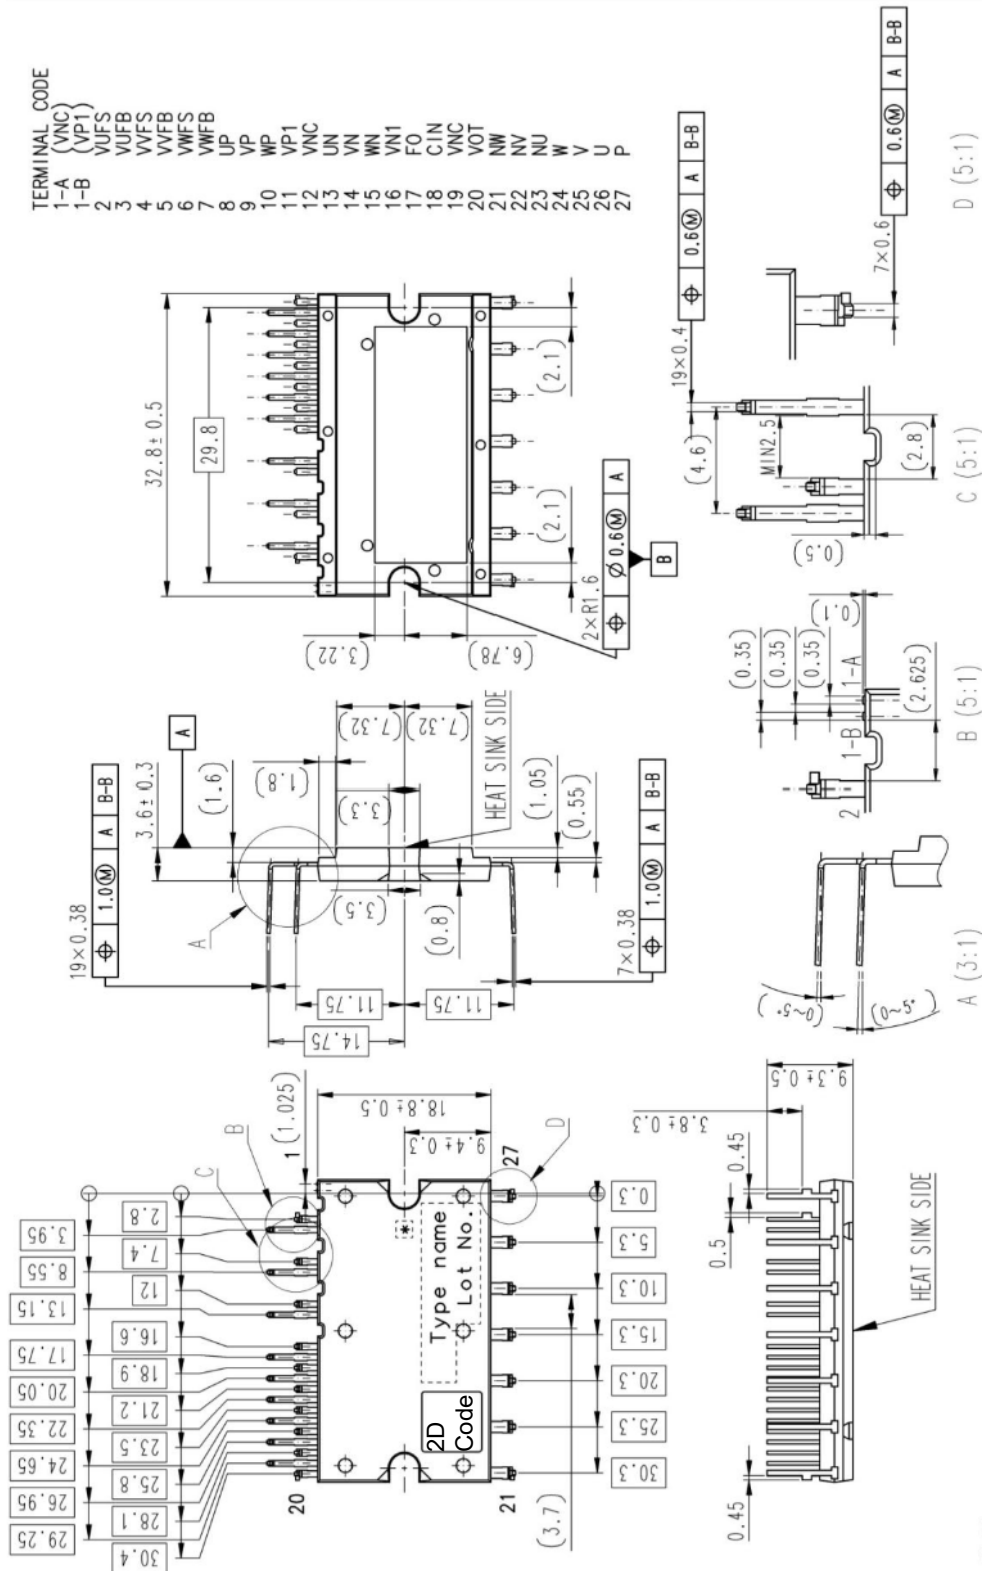 TERMINAL CODE
1-A (VNC)
1-B (VP1)
2 VUFS
3 VUFB
4 VVFS
5 VVFB
6 VWFS
7 VWFB
8 UP
9 VP
10 WP
11 VP1
12 VNC
13 UN
14 VN
15 WN
16 VN1
17 FO
18 CIN
19 VNC
20 VOT
21 NW
22 NV
23 NU
24 W
25 V
26 U
27 P
32.8±0.5
29.8
(2.1)
(2.1)
(3.22)
(6.78)
2×R1.6
⌖ ⌀0.6Ⓜ A
B
19×0.4
⌖ 0.6Ⓜ A B-B
7×0.6
⌖ 0.6Ⓜ A B-B
D (5:1)
(4.6)
MIN2.5
(2.8)
(0.5)
C (5:1)
(0.35)
(0.35)
(0.35)
(0.1)
1-A
1-B
2
(2.625)
B (5:1)
19×0.38
⌖ 1.0Ⓜ A B-B
3.6±0.3
(1.6)
A
(1.8)
(7.32)
(7.32)
(3.3)
HEAT SINK SIDE
(1.05)
(0.55)
A
(3.5)
(0.8)
7×0.38
⌖ 1.0Ⓜ A B-B
11.75
11.75
14.75
(0~5°)
(0~5°)
A (3:1)
1 (1.025)
B
C
18.8±0.5
9.4±0.3
D
27
2.8
3.95
7.4
8.55
12
13.15
16.6
17.75
18.9
20.05
21.2
22.35
23.5
24.65
25.8
26.95
28.1
29.25
30.4
20
21
*
Type name
Lot No.
2D
Code
0.3
5.3
10.3
15.3
20.3
25.3
30.3
(3.7)
9.3±0.5
3.8±0.3
0.45
0.5
0.45
HEAT SINK SIDE